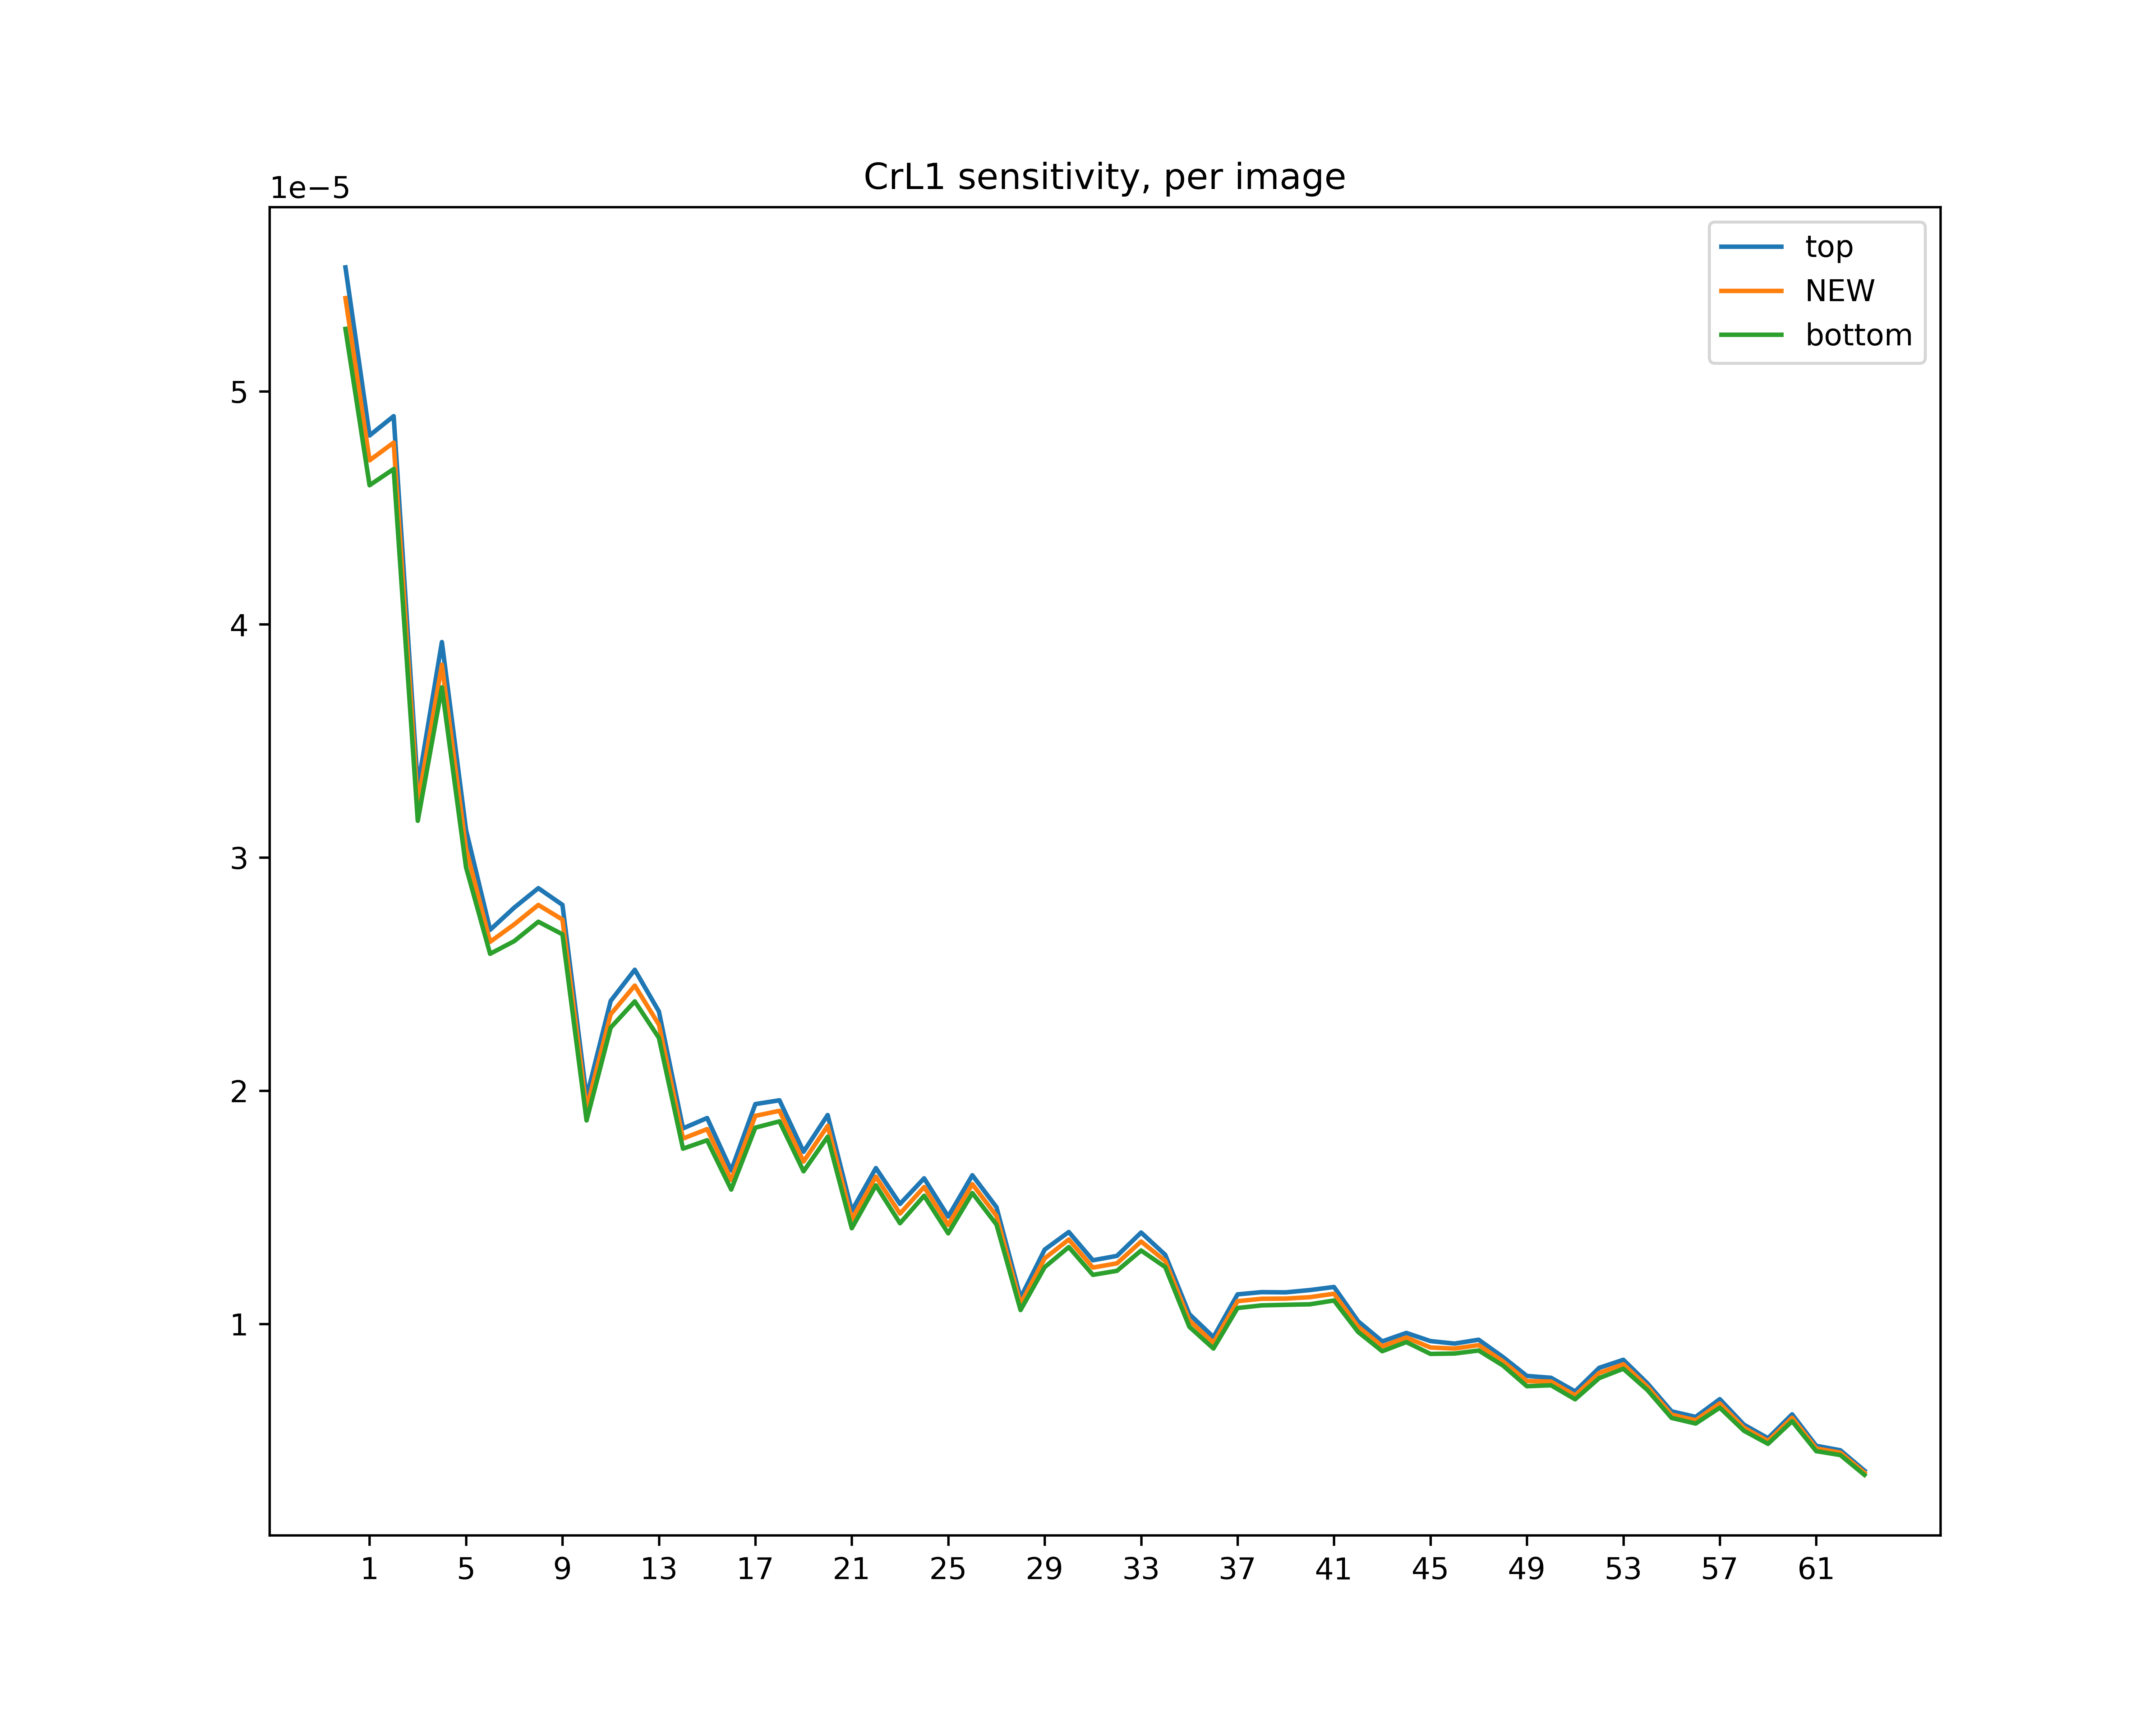 CrL1 sensitivity, per image
1e−5
top
NEW
bottom
5
4
3
2
1
1 5 9 13 17 21 25 29 33 37 41 45 49 53 57 61